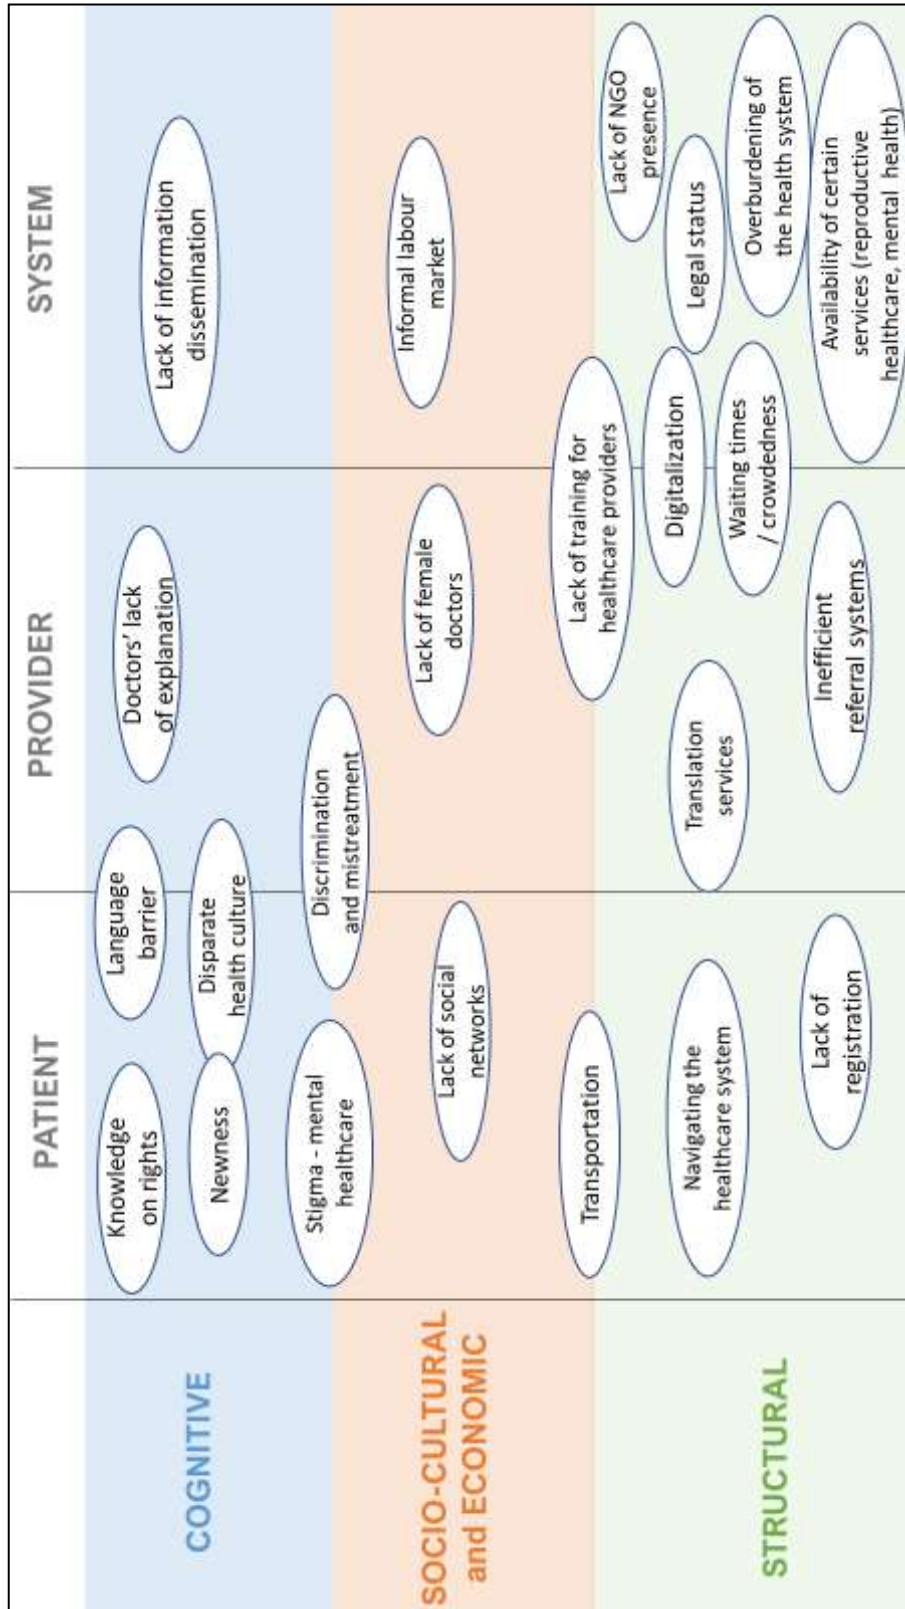 PATIENT
PROVIDER
SYSTEM
COGNITIVE
Knowledge
on rights
Language
barrier
Doctors' lack
of explanation
Lack of information
dissemination
Newness
Disparate
health culture
Stigma - mental
healthcare
Discrimination
and mistreatment
SOCIO-CULTURAL
and ECONOMIC
Lack of social
networks
Lack of female
doctors
Informal labour
market
Transportation
Lack of training for
healthcare providers
STRUCTURAL
Navigating the
healthcare system
Translation
services
Digitalization
Legal status
Lack of NGO
presence
Waiting times
/ crowdedness
Overburdening of
the health system
Lack of
registration
Inefficient
referral systems
Availability of certain
services (reproductive
healthcare, mental health)